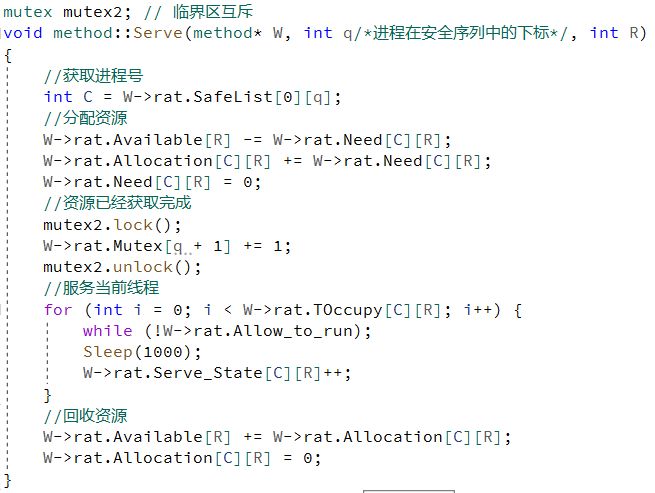 mutex mutex2; // 临界区互斥
void method::Serve(method* W, int q/*进程在安全序列中的下标*/, int R)
{
    //获取进程号
    int C = W->rat.SafeList[0][q];
    //分配资源
    W->rat.Available[R] -= W->rat.Need[C][R];
    W->rat.Allocation[C][R] += W->rat.Need[C][R];
    W->rat.Need[C][R] = 0;
    //资源已经获取完成
    mutex2.lock();
    W->rat.Mutex[q + 1] += 1;
    mutex2.unlock();
    //服务当前线程
    for (int i = 0; i < W->rat.TOccupy[C][R]; i++) {
        while (!W->rat.Allow_to_run);
        Sleep(1000);
        W->rat.Serve_State[C][R]++;
    }
    //回收资源
    W->rat.Available[R] += W->rat.Allocation[C][R];
    W->rat.Allocation[C][R] = 0;
}